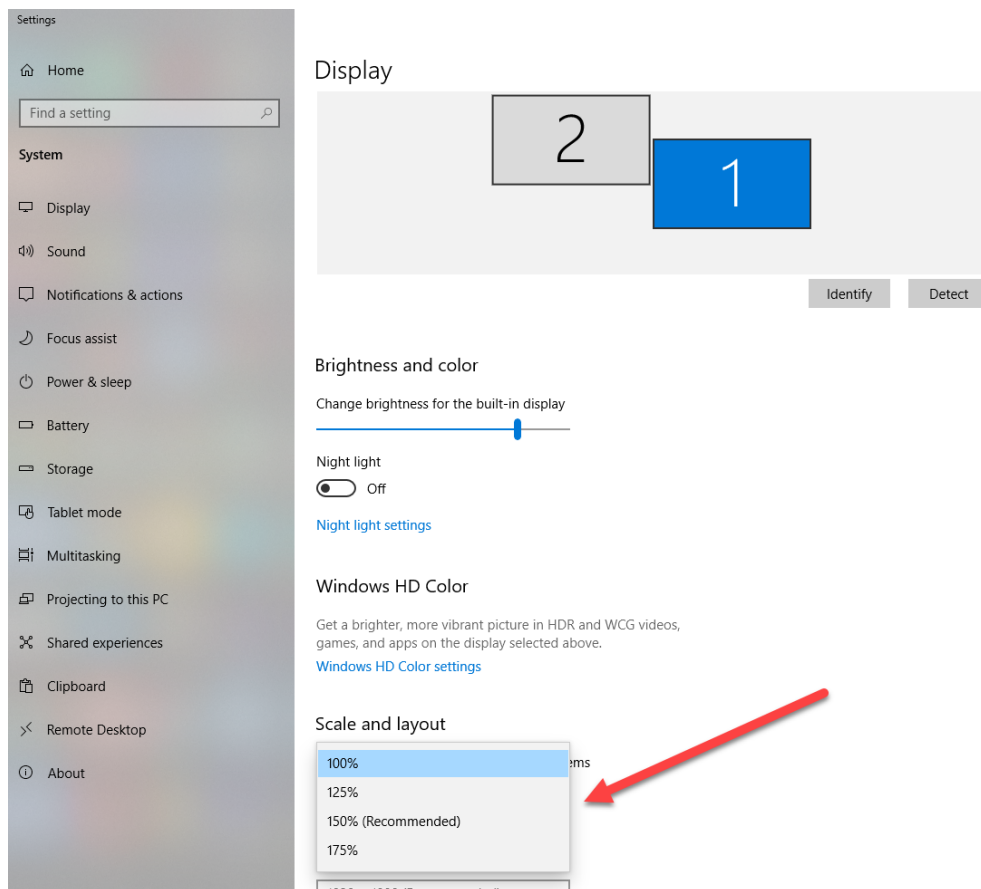 Settings
Home
Find a setting
System
Display
Sound
Notifications & actions
Focus assist
Power & sleep
Battery
Storage
Tablet mode
Multitasking
Projecting to this PC
Shared experiences
Clipboard
Remote Desktop
About
Display
2
1
Identify
Detect
Brightness and color
Change brightness for the built-in display
Night light
Off
Night light settings
Windows HD Color
Get a brighter, more vibrant picture in HDR and WCG videos,
games, and apps on the display selected above.
Windows HD Color settings
Scale and layout
100%
125%
150% (Recommended)
175%